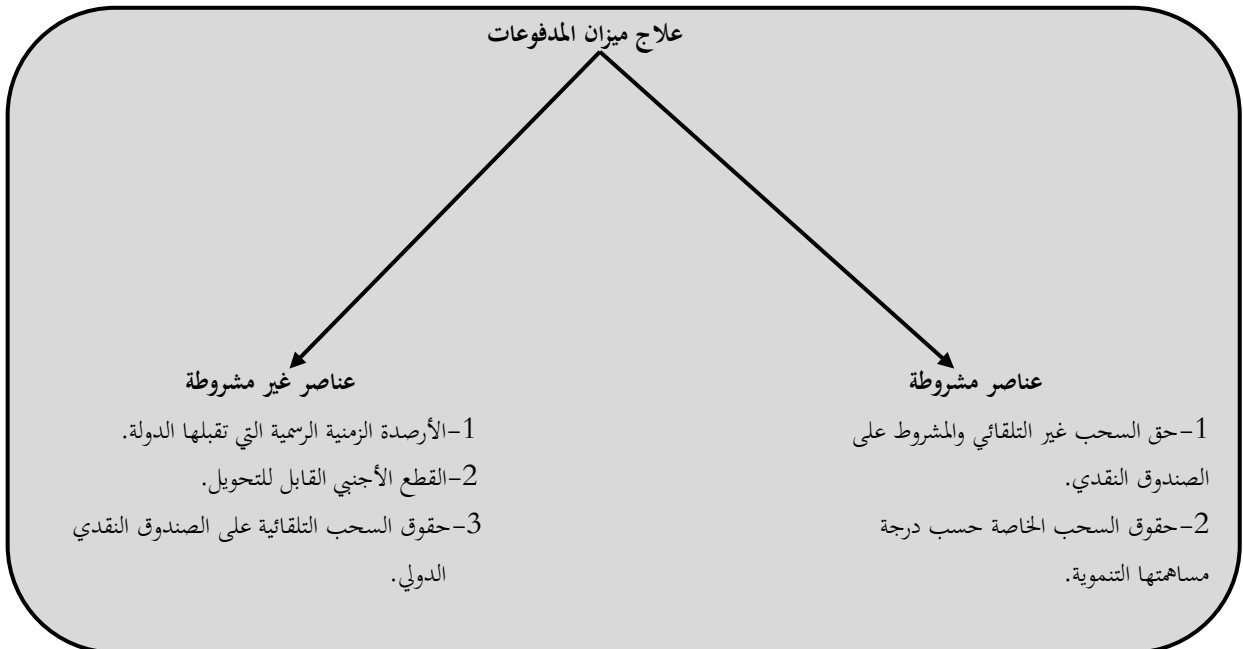 علاج ميزان المدفوعات
عناصر مشروطة
1-حق السحب غير التلقائي والمشروط على
الصندوق النقدي.
2-حقوق السحب الخاصة حسب درجة
مساهمتها التنموية.
عناصر غير مشروطة
1-الأرصدة الزمنية الرسمية التي تقبلها الدولة.
2-القطع الأجنبي القابل للتحويل.
3-حقوق السحب التلقائية على الصندوق النقدي
الدولي.